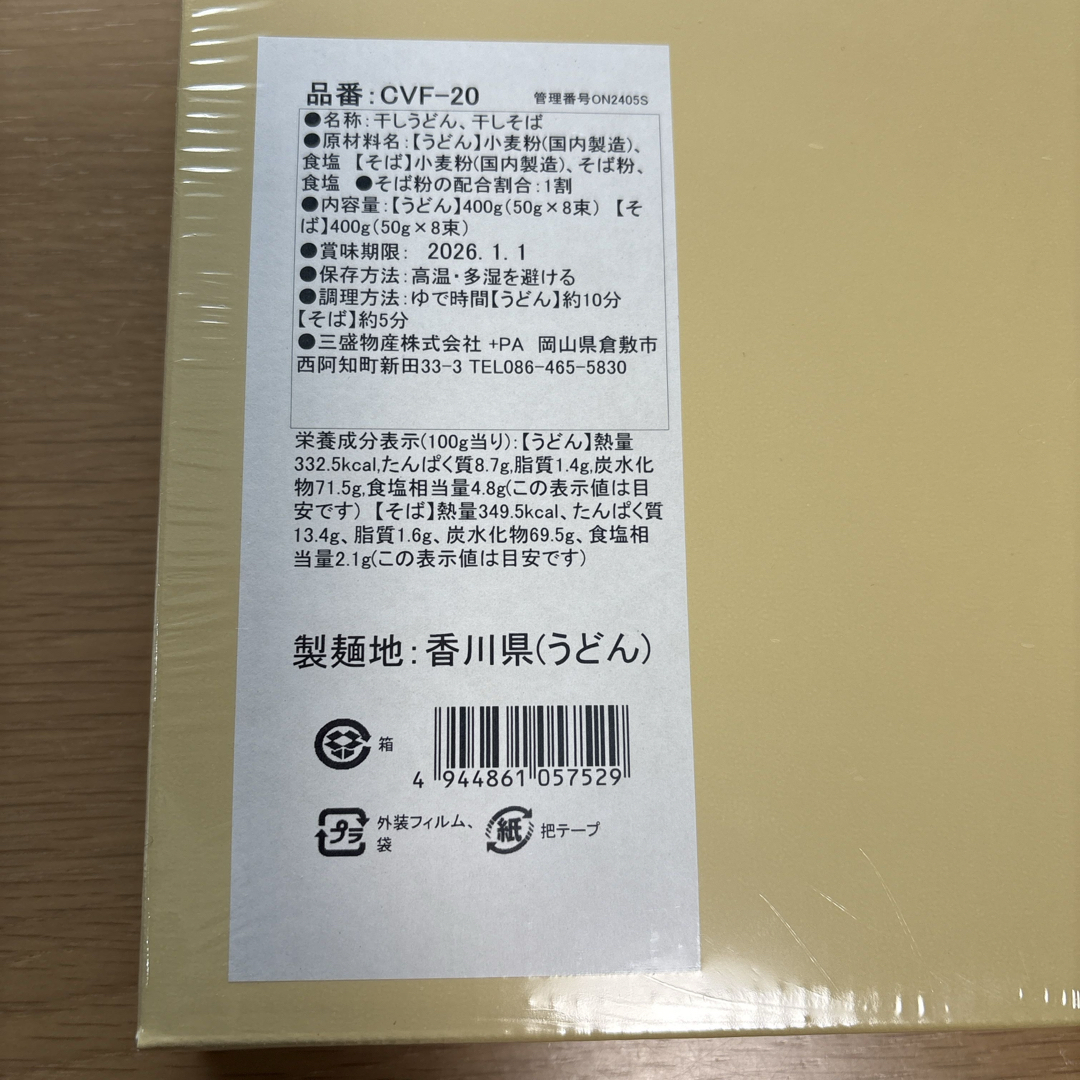 品番:CVF-20 管理番号ON2405S
●名称:干しうどん、干しそば
●原材料名:【うどん】小麦粉(国内製造)、
食塩 【そば】小麦粉(国内製造)、そば粉、
食塩 ●そば粉の配合割合:1割
●内容量:【うどん】400g(50g×8束) 【そ
ば】400g(50g×8束)
●賞味期限: 2026.1.1
●保存方法:高温・多湿を避ける
●調理方法:ゆで時間【うどん】約10分
【そば】約5分
●三盛物産株式会社 +PA 岡山県倉敷市
西阿知町新田33-3 TEL086-465-5830
栄養成分表示(100g当り):【うどん】熱量
332.5kcal,たんぱく質8.7g,脂質1.4g,炭水化
物71.5g,食塩相当量4.8g(この表示値は目
安です) 【そば】熱量349.5kcal、たんぱく質
13.4g、脂質1.6g、炭水化物69.5g、食塩相
当量2.1g(この表示値は目安です)
製麺地:香川県(うどん)
箱
4 944861 057529
プラ 外装フィルム、
袋
紙 把テープ